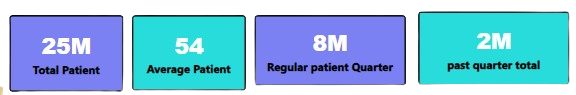 25M
Total Patient
54
Average Patient
8M
Regular patient Quarter
2M
past quarter total